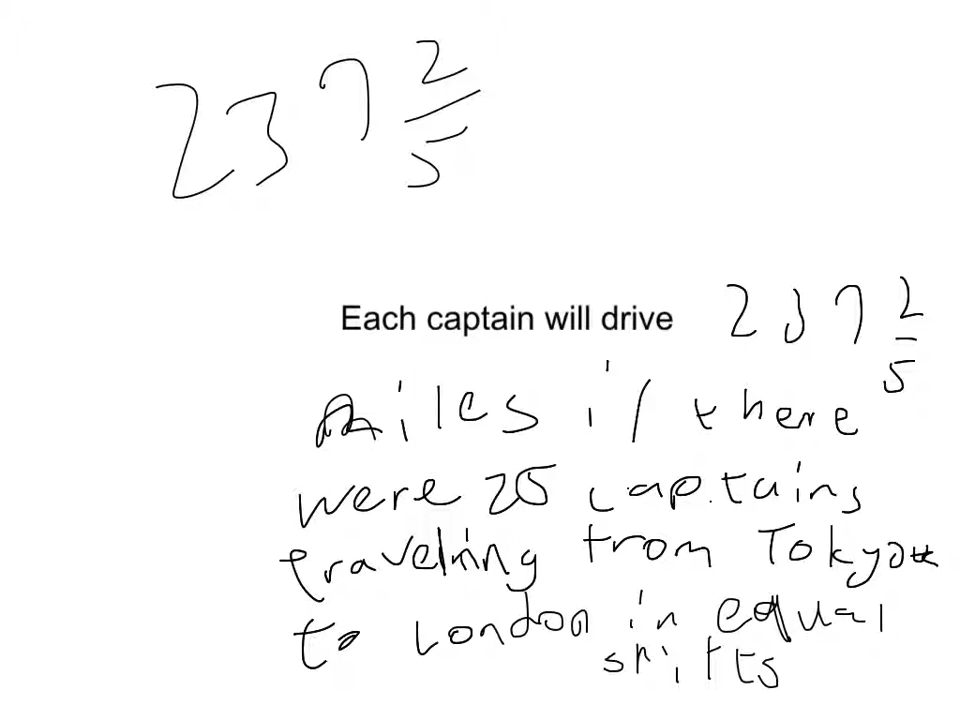 237 2/5
Each captain will drive 237 2/5
miles if there
were 25 captains
traveling from Tokyo
to London in equal
shifts